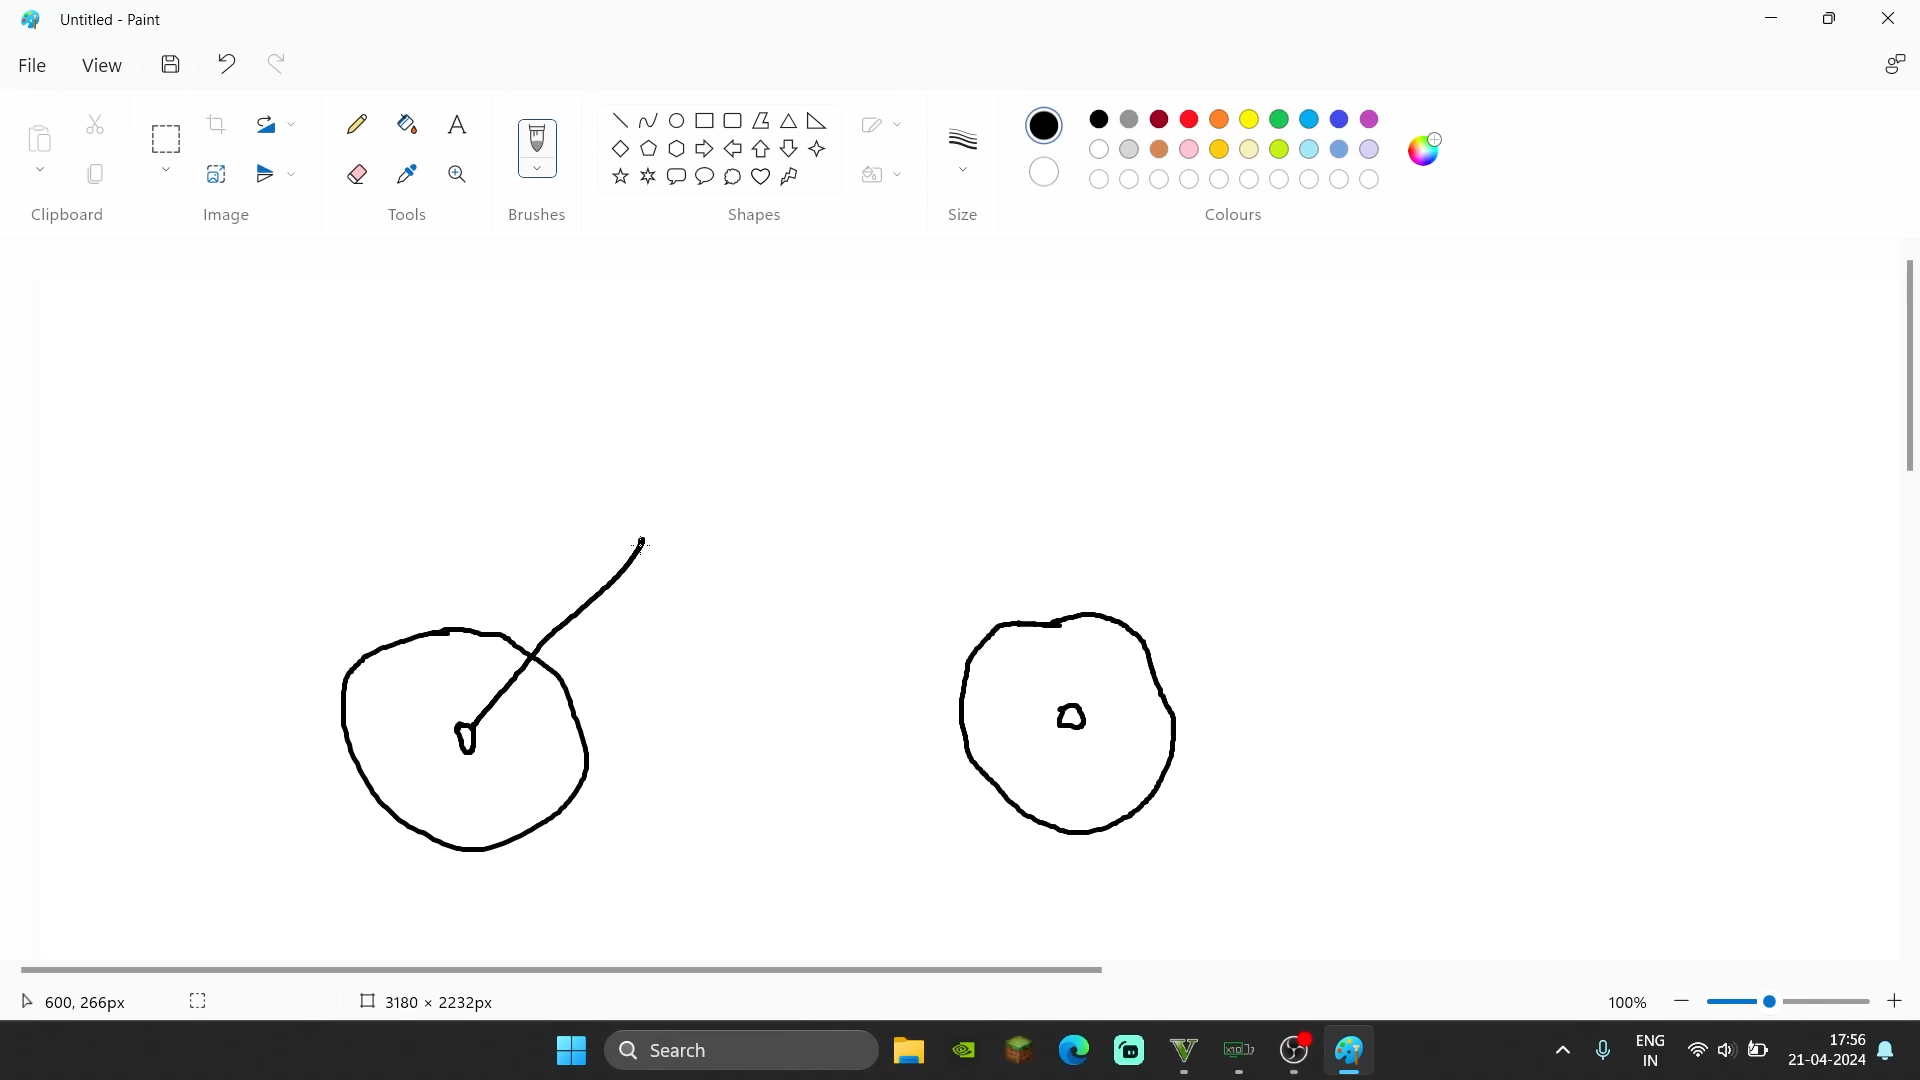 Untitled - Paint
File View
Clipboard Image Tools Brushes Shapes Size Colours
600, 266px 3180 × 2232px 100%
Search
ENG 17:56
IN 21-04-2024